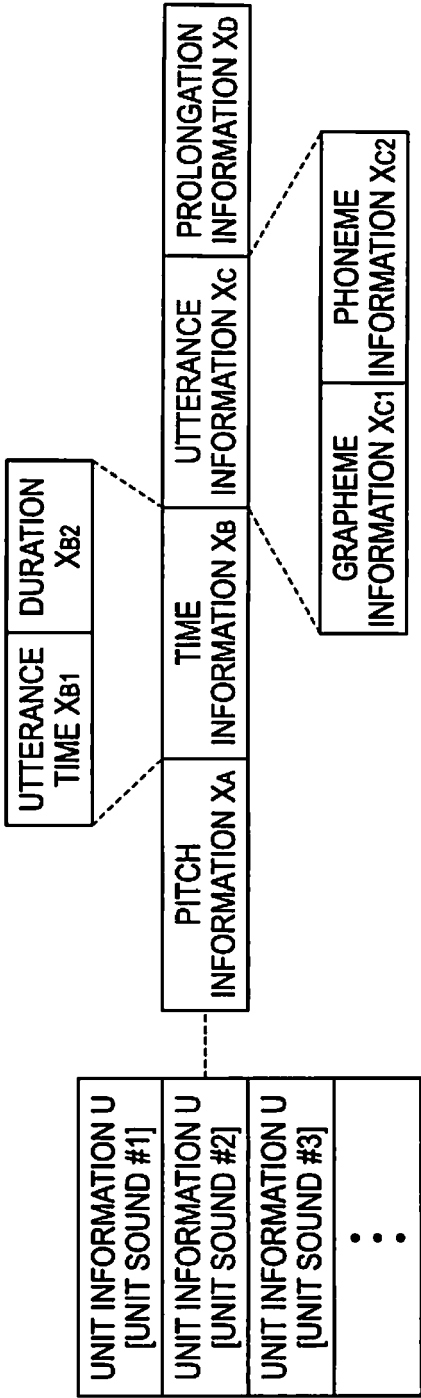 UNIT INFORMATION U
[UNIT SOUND #1]
UNIT INFORMATION U
[UNIT SOUND #2]
UNIT INFORMATION U
[UNIT SOUND #3]
• • •
PITCH
INFORMATION XA
TIME
INFORMATION XB
UTTERANCE
INFORMATION XC
PROLONGATION
INFORMATION XD
UTTERANCE
TIME XB1
DURATION
XB2
GRAPHEME
INFORMATION XC1
PHONEME
INFORMATION XC2